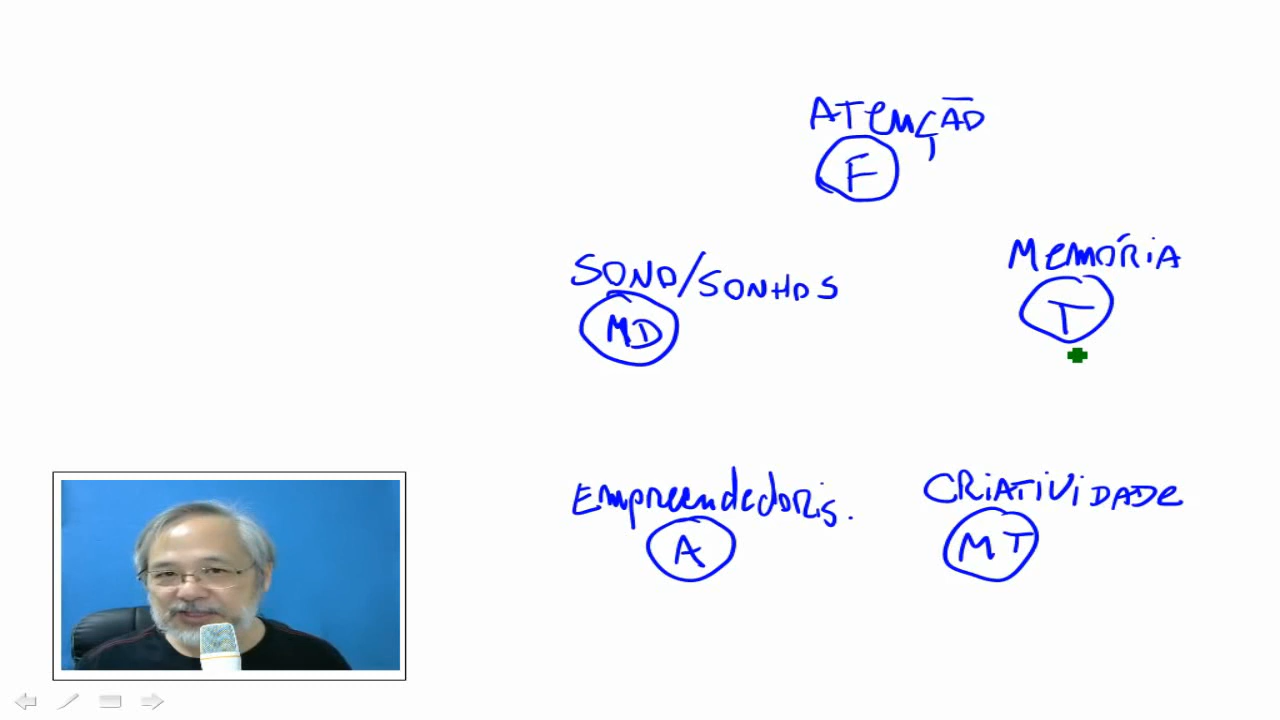 ATENÇÃO
F
SONO/SONHOS
MD
MEMÓRIA
T
Empreendedoris.
A
CRIATIVIDADE
MT